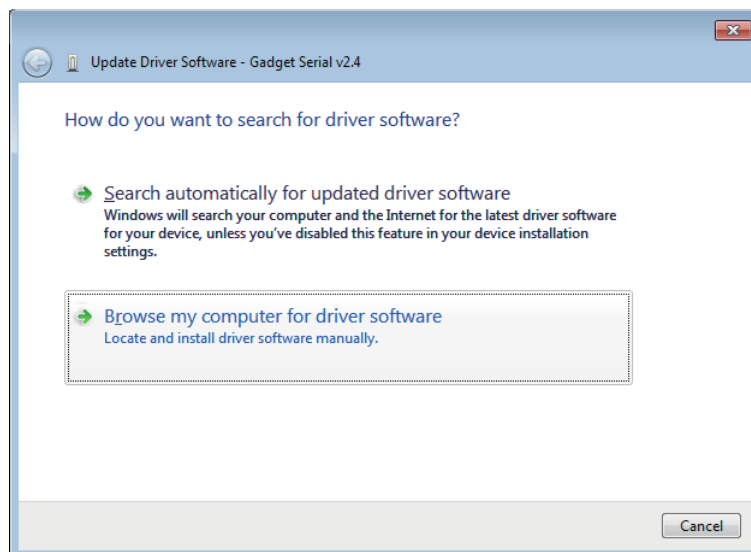 Update Driver Software - Gadget Serial v2.4
How do you want to search for driver software?
Search automatically for updated driver software
Windows will search your computer and the Internet for the latest driver software
for your device, unless you've disabled this feature in your device installation
settings.
Browse my computer for driver software
Locate and install driver software manually.
Cancel